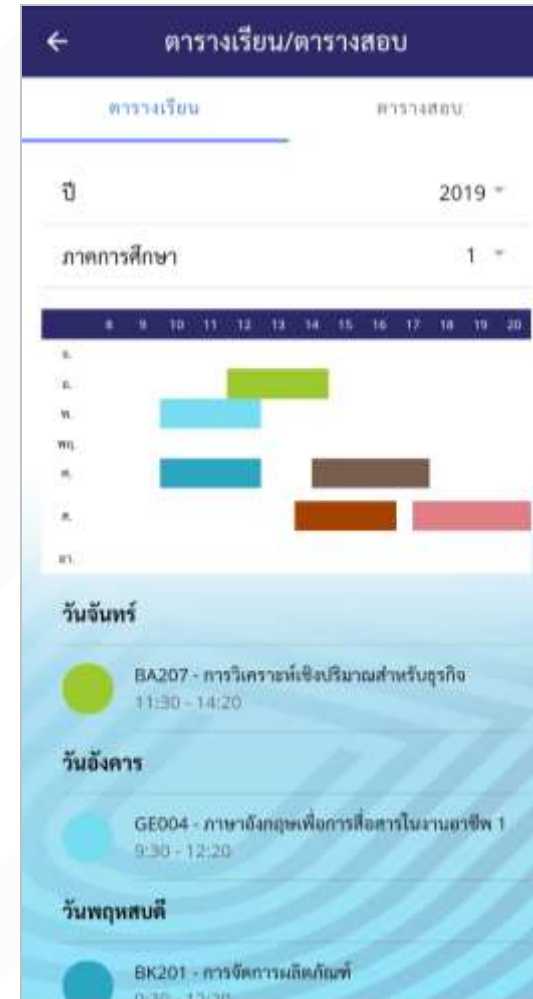 ตารางเรียน/ตารางสอบ
ตารางเรียน ตารางสอบ
ปี 2019
ภาคการศึกษา 1
8 9 10 11 12 13 14 15 16 17 18 19 20
จ.
อ.
พ.
พฤ.
ศ.
ส.
อา.
วันจันทร์
BA207 - การวิเคราะห์เชิงปริมาณสำหรับธุรกิจ
11:30 - 14:20
วันอังคาร
GE004 - ภาษาอังกฤษเพื่อการสื่อสารในงานอาชีพ 1
9:30 - 12:20
วันพฤหสบดี
BK201 - การจัดการผลิตภัณฑ์
9:30 - 12:20